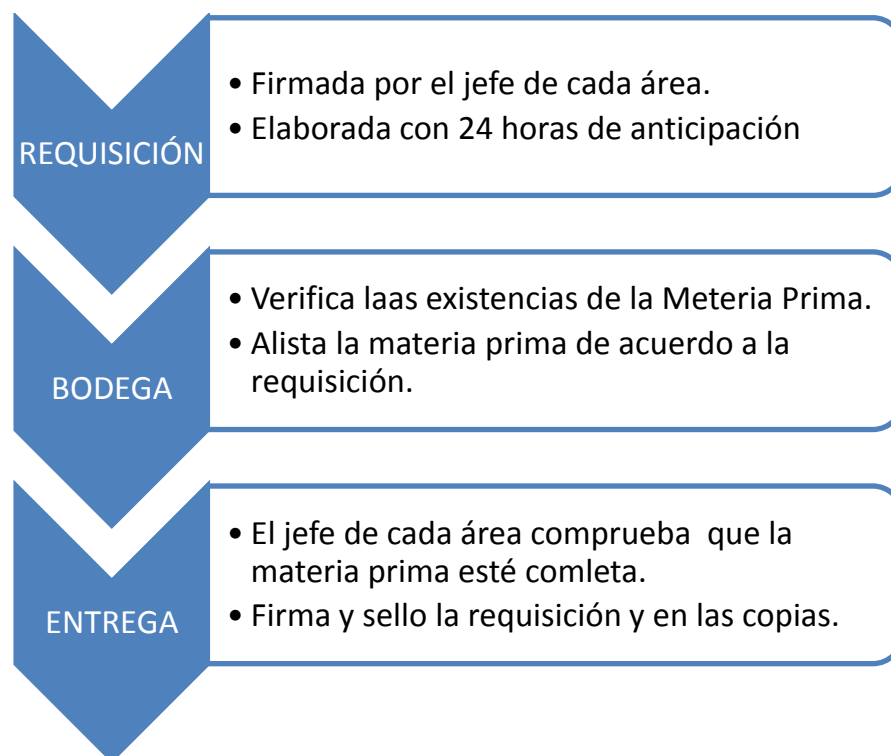 REQUISICIÓN
• Firmada por el jefe de cada área.
• Elaborada con 24 horas de anticipación
BODEGA
• Verifica laas existencias de la Meteria Prima.
• Alista la materia prima de acuerdo a la
requisición.
ENTREGA
• El jefe de cada área comprueba  que la
materia prima esté comleta.
• Firma y sello la requisición y en las copias.